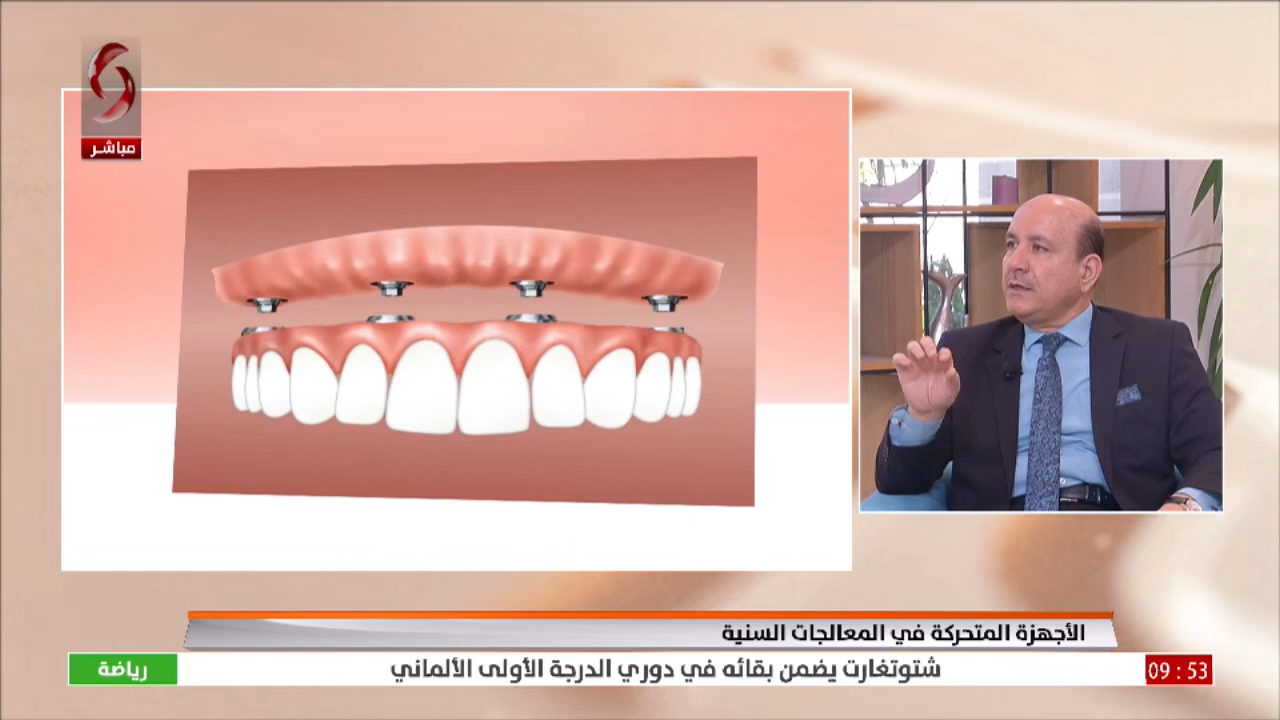 مباشر
الأجهزة المتحركة في المعالجات السنية
09 : 53
شتوتغارت يضمن بقائه في دوري الدرجة الأولى الألماني
رياضة